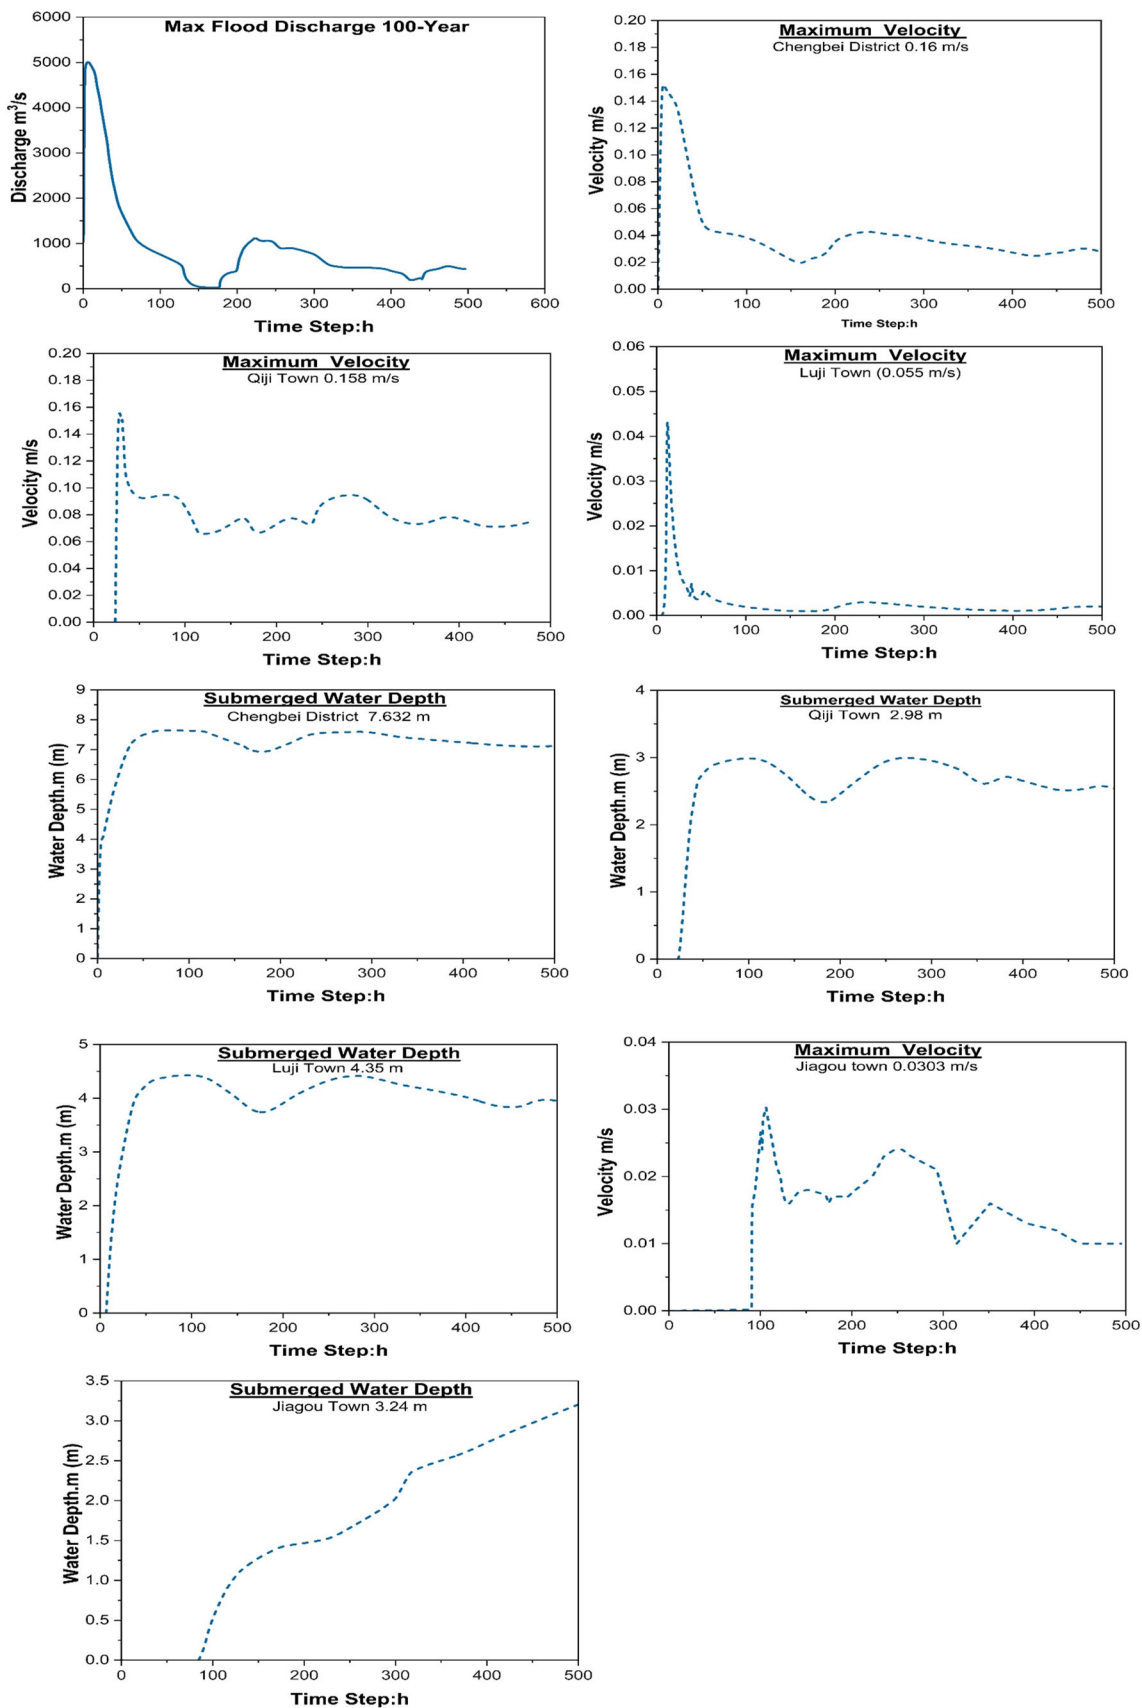 Max Flood Discharge 100-Year
Discharge m³/s
6000
5000
4000
3000
2000
1000
0
0 100 200 300 400 500 600
Time Step:h
Maximum Velocity
Chengbei District 0.16 m/s
Velocity m/s
0.20
0.18
0.16
0.14
0.12
0.10
0.08
0.06
0.04
0.02
0.00
0 100 200 300 400 500
Time Step:h
Maximum Velocity
Qiji Town 0.158 m/s
Velocity m/s
0.20
0.18
0.16
0.14
0.12
0.10
0.08
0.06
0.04
0.02
0.00
0 100 200 300 400 500
Time Step:h
Maximum Velocity
Luji Town (0.055 m/s)
Velocity m/s
0.06
0.05
0.04
0.03
0.02
0.01
0.00
0 100 200 300 400 500
Time Step:h
Submerged Water Depth
Chengbei District 7.632 m
Water Depth.m (m)
9
8
7
6
5
4
3
2
1
0
0 100 200 300 400 500
Time Step:h
Submerged Water Depth
Qiji Town 2.98 m
Water Depth.m (m)
4
3
2
1
0
0 100 200 300 400 500
Time Step:h
Submerged Water Depth
Luji Town 4.35 m
Water Depth.m (m)
5
4
3
2
1
0
0 100 200 300 400 500
Time Step:h
Maximum Velocity
Jiagou town 0.0303 m/s
Velocity m/s
0.04
0.03
0.02
0.01
0.00
0 100 200 300 400 500
Time Step:h
Submerged Water Depth
Jiagou Town 3.24 m
Water Depth.m (m)
3.5
3.0
2.5
2.0
1.5
1.0
0.5
0.0
0 100 200 300 400 500
Time Step:h